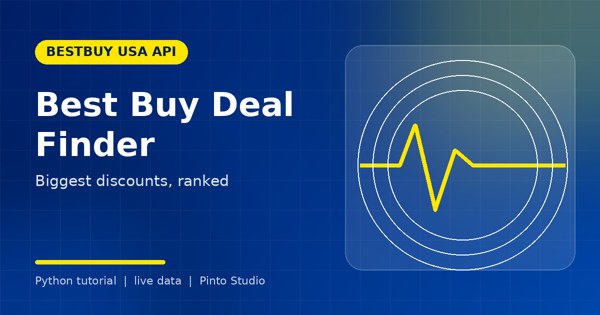 BESTBUY USA API
Best Buy Deal
Finder
Biggest discounts, ranked
Python tutorial | live data | Pinto Studio